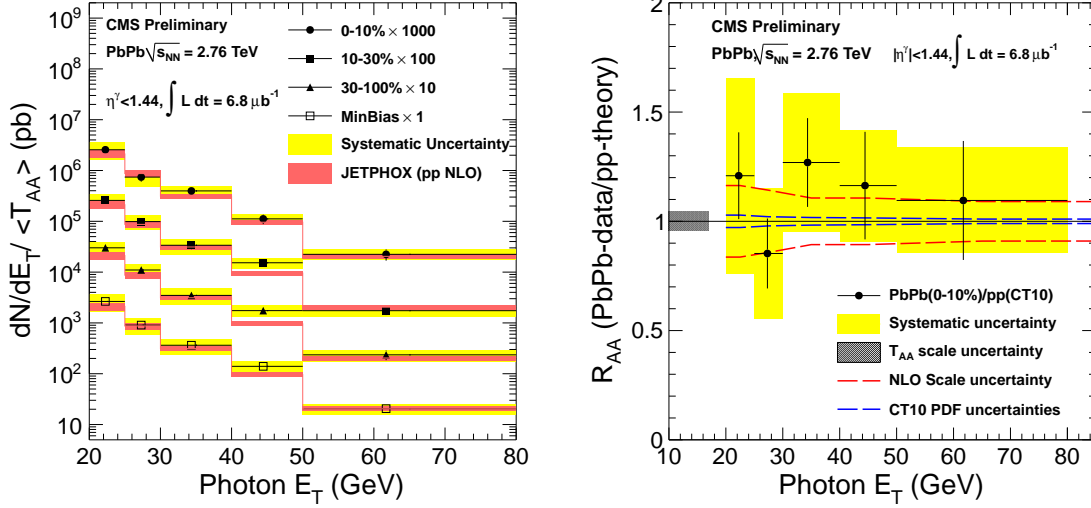 CMS Preliminary
PbPb √s_NN = 2.76 TeV
η^γ<1.44, ∫ L dt = 6.8 μb^-1
0-10% × 1000
10-30% × 100
30-100% × 10
MinBias × 1
Systematic Uncertainty
JETPHOX (pp NLO)
dN/dE_T / <T_AA> (pb)
10^9
10^8
10^7
10^6
10^5
10^4
10^3
10^2
10
20 30 40 50 60 70 80
Photon E_T (GeV)
CMS Preliminary
PbPb √s_NN = 2.76 TeV
|η^γ|<1.44, ∫ L dt = 6.8 μb^-1
R_AA (PbPb-data/pp-theory)
2
1.5
1
0.5
0
PbPb(0-10%)/pp(CT10)
Systematic uncertainty
T_AA scale uncertainty
NLO Scale uncertainty
CT10 PDF uncertainties
10 20 30 40 50 60 70 80
Photon E_T (GeV)